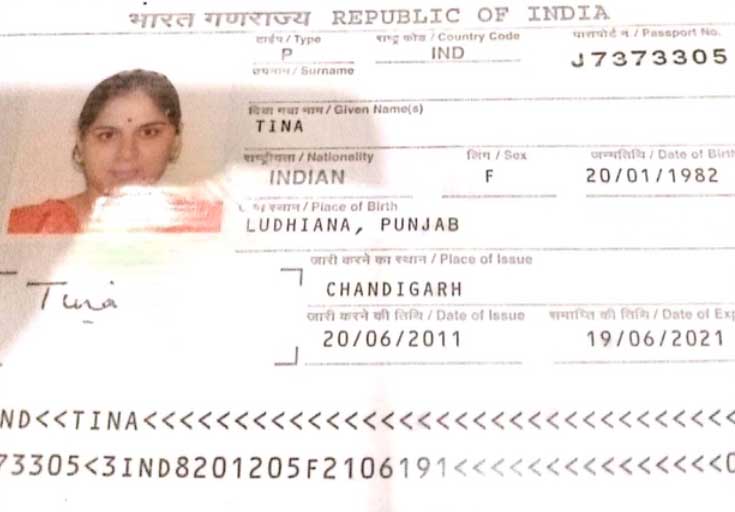 भारत गणराज्य REPUBLIC OF INDIA
टाईप / Type राष्ट्र कोड / Country Code पासपोर्ट न / Passport No.
P IND J7373305
उपनाम / Surname
दिया गया नाम / Given Name(s)
TINA
राष्ट्रीयता / Nationality लिंग / Sex जन्मतिथि / Date of Birth
INDIAN F 20/01/1982
स्थान / Place of Birth
LUDHIANA, PUNJAB
जारी करने का स्थान / Place of Issue
Tina CHANDIGARH
जारी करने की तिथि / Date of Issue समाप्ति की तिथि / Date of Exp
20/06/2011 19/06/2021
ND<<TINA<<<<<<<<<<<<<<<<<<<<<<<<<<<<<<<<<
73305<3IND8201205F2106191<<<<<<<<<<<<<<<0